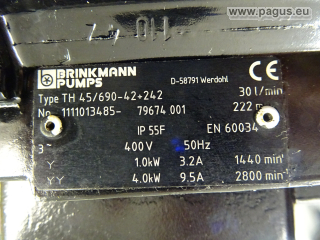 © www.pagus.eu
BRINKMANN
PUMPS
D-58791 Werdohl
CE
Type TH 45/690-42+242 30 l/min
No. 1111013485- 79674 001 222 m
IP 55F EN 60034
3~ 400 V 50Hz
Y 1.0kW 3.2A 1440 min
YY 4.0kW 9.5A 2800 min